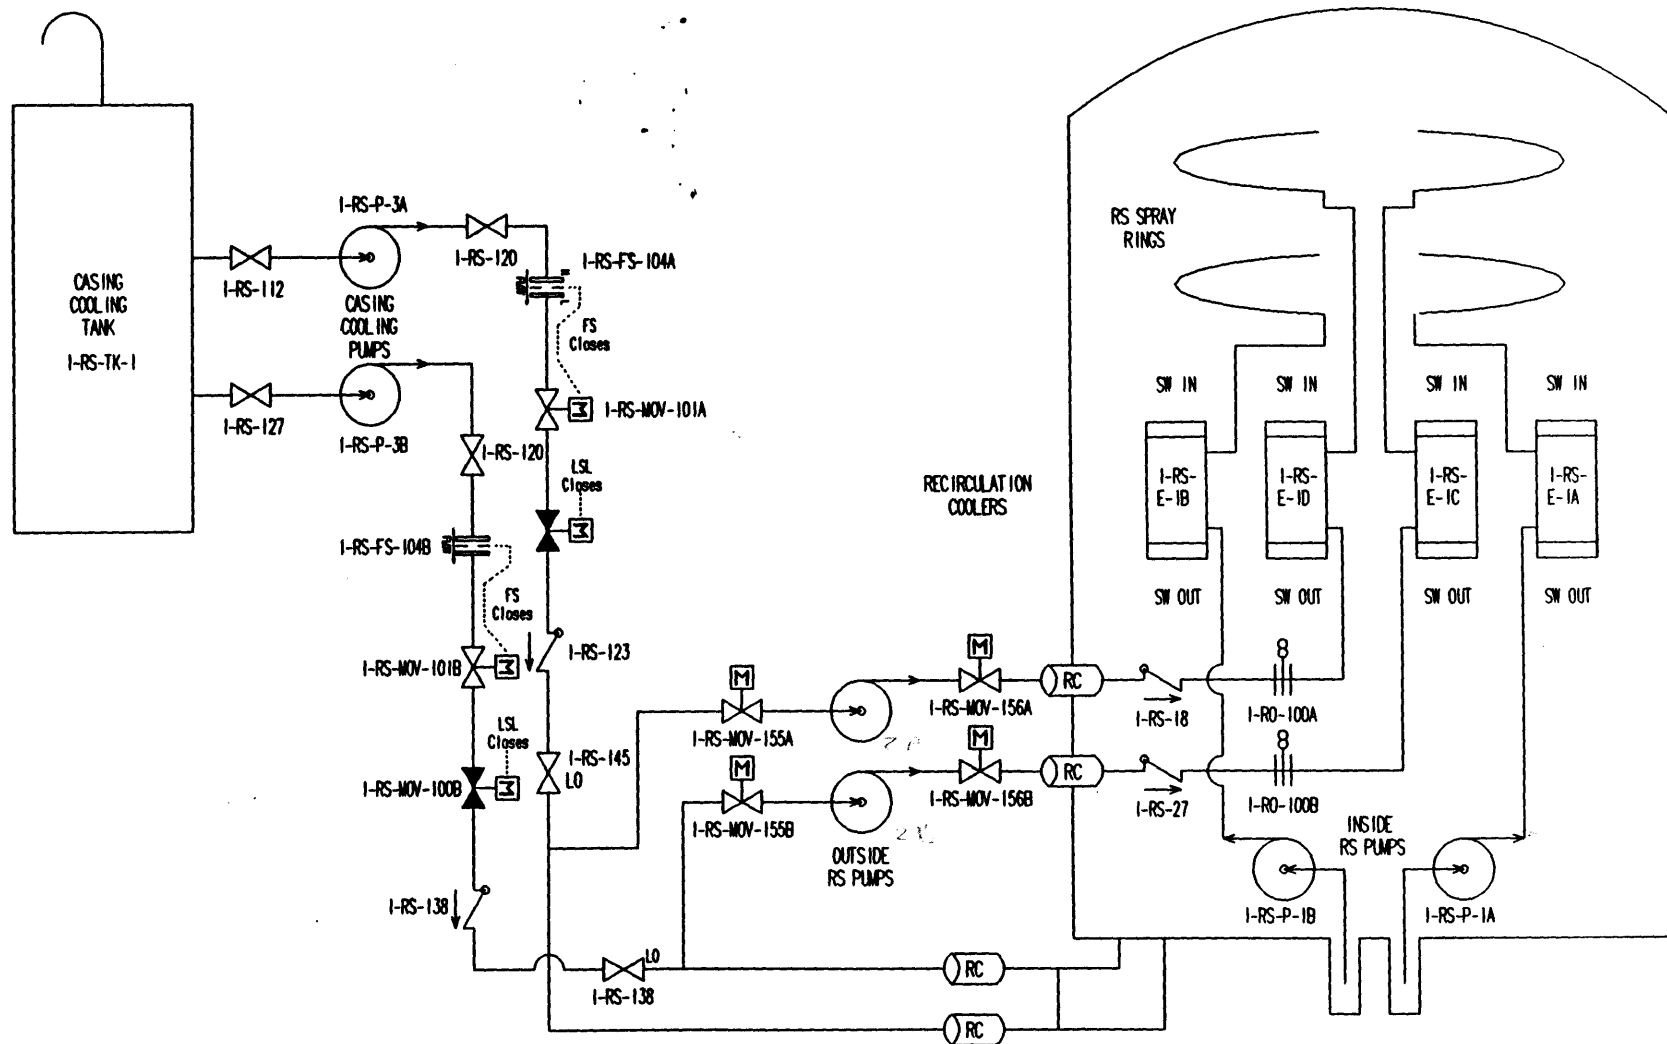 CASING
COOLING
TANK
1-RS-TK-1
1-RS-112
1-RS-127
1-RS-P-3A
CASING
COOLING
PUMPS
1-RS-P-3B
1-RS-120
1-RS-FS-104A
FS
Closes
1-RS-MOV-101A
1-RS-120
LSL
Closes
1-RS-FS-104B
FS
Closes
1-RS-MOV-101B
1-RS-123
LSL
Closes
1-RS-MOV-100B
1-RS-145
LO
1-RS-138
LO
1-RS-138
M
1-RS-MOV-155A
M
1-RS-MOV-155B
OUTSIDE
RS PUMPS
M
1-RS-MOV-156A
M
1-RS-MOV-156B
RC
RC
RC
RC
1-RS-18
1-RS-27
1-RO-100A
1-RO-100B
RECIRCULATION
COOLERS
RS SPRAY
RINGS
SW IN
SW IN
SW IN
SW IN
1-RS-
E-1B
1-RS-
E-1D
1-RS-
E-1C
1-RS-
E-1A
SW OUT
SW OUT
SW OUT
SW OUT
INSIDE
RS PUMPS
1-RS-P-1B
1-RS-P-1A